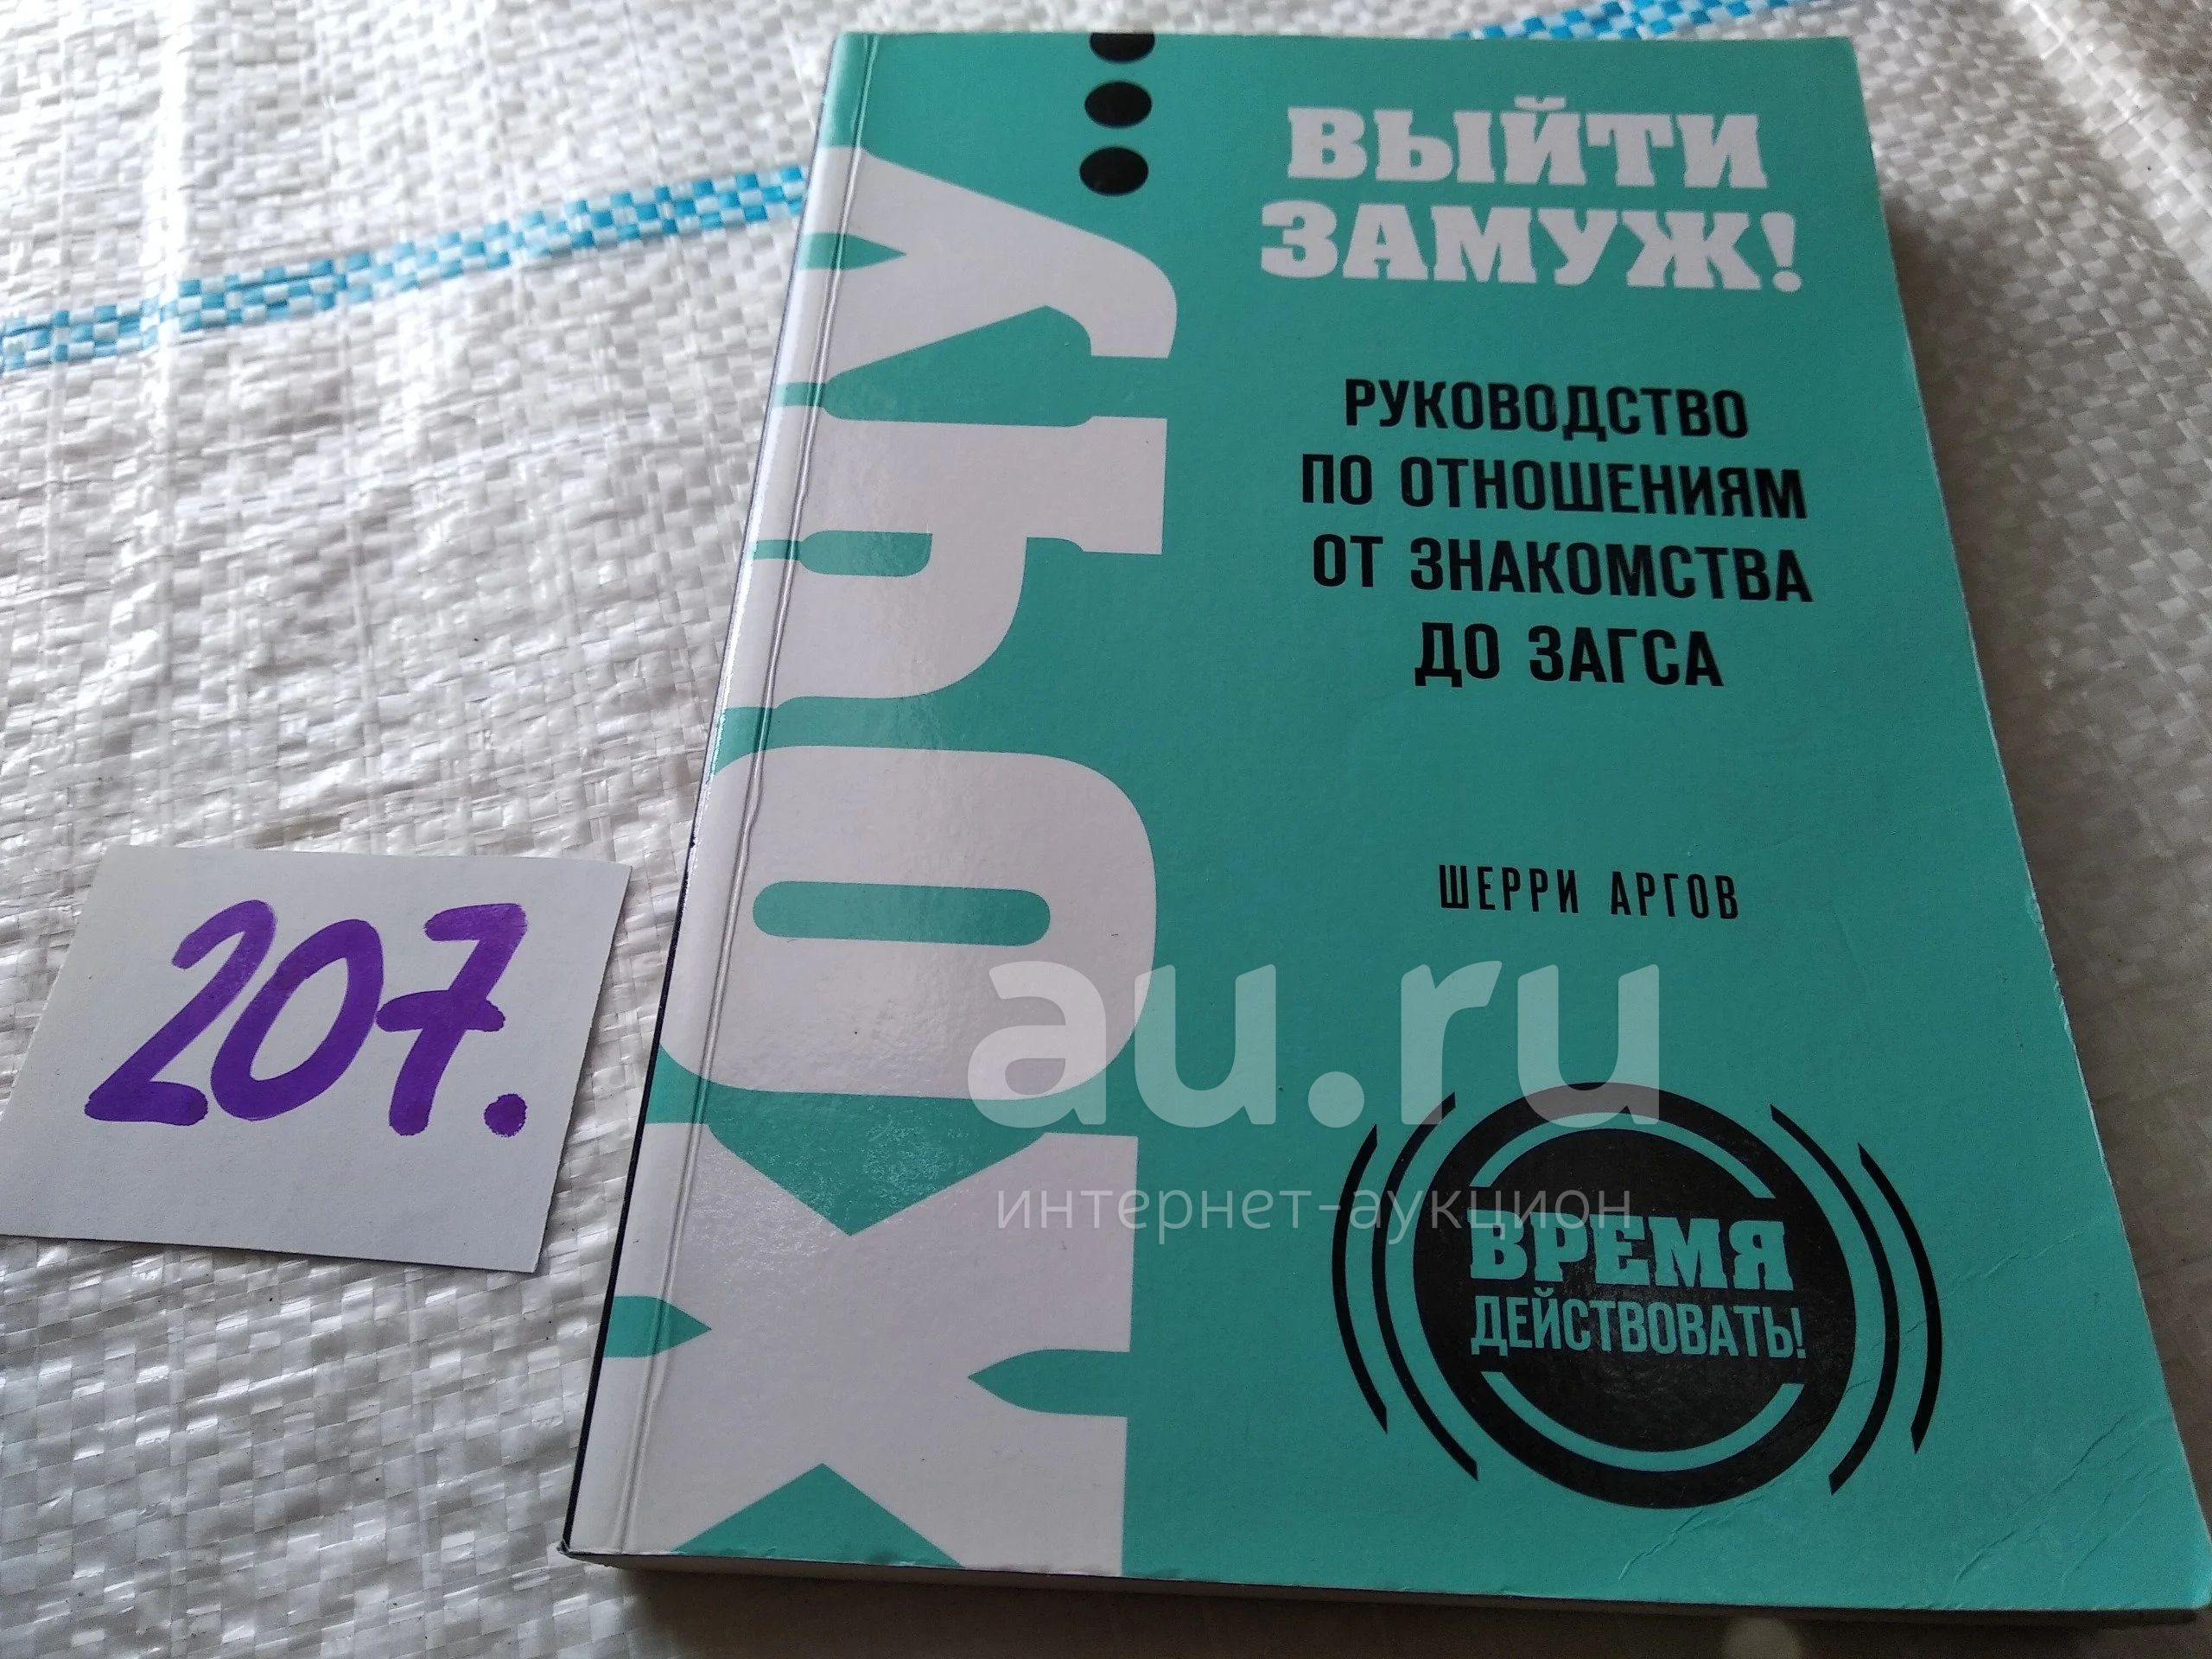 ХОЧУ...
ВЫЙТИ
ЗАМУЖ!
РУКОВОДСТВО
ПО ОТНОШЕНИЯМ
ОТ ЗНАКОМСТВА
ДО ЗАГСА
ШЕРРИ АРГОВ
ВРЕМЯ
ДЕЙСТВОВАТЬ!
207.
au.ru
интернет-аукцион